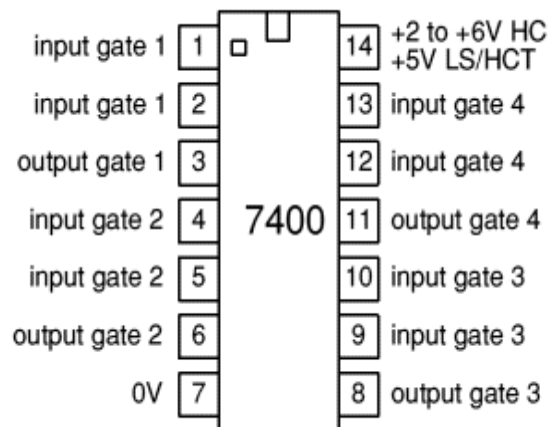 input gate 1 1 14 +2 to +6V HC
+5V LS/HCT
input gate 1 2 13 input gate 4
output gate 1 3 12 input gate 4
input gate 2 4 7400 11 output gate 4
input gate 2 5 10 input gate 3
output gate 2 6 9 input gate 3
0V 7 8 output gate 3